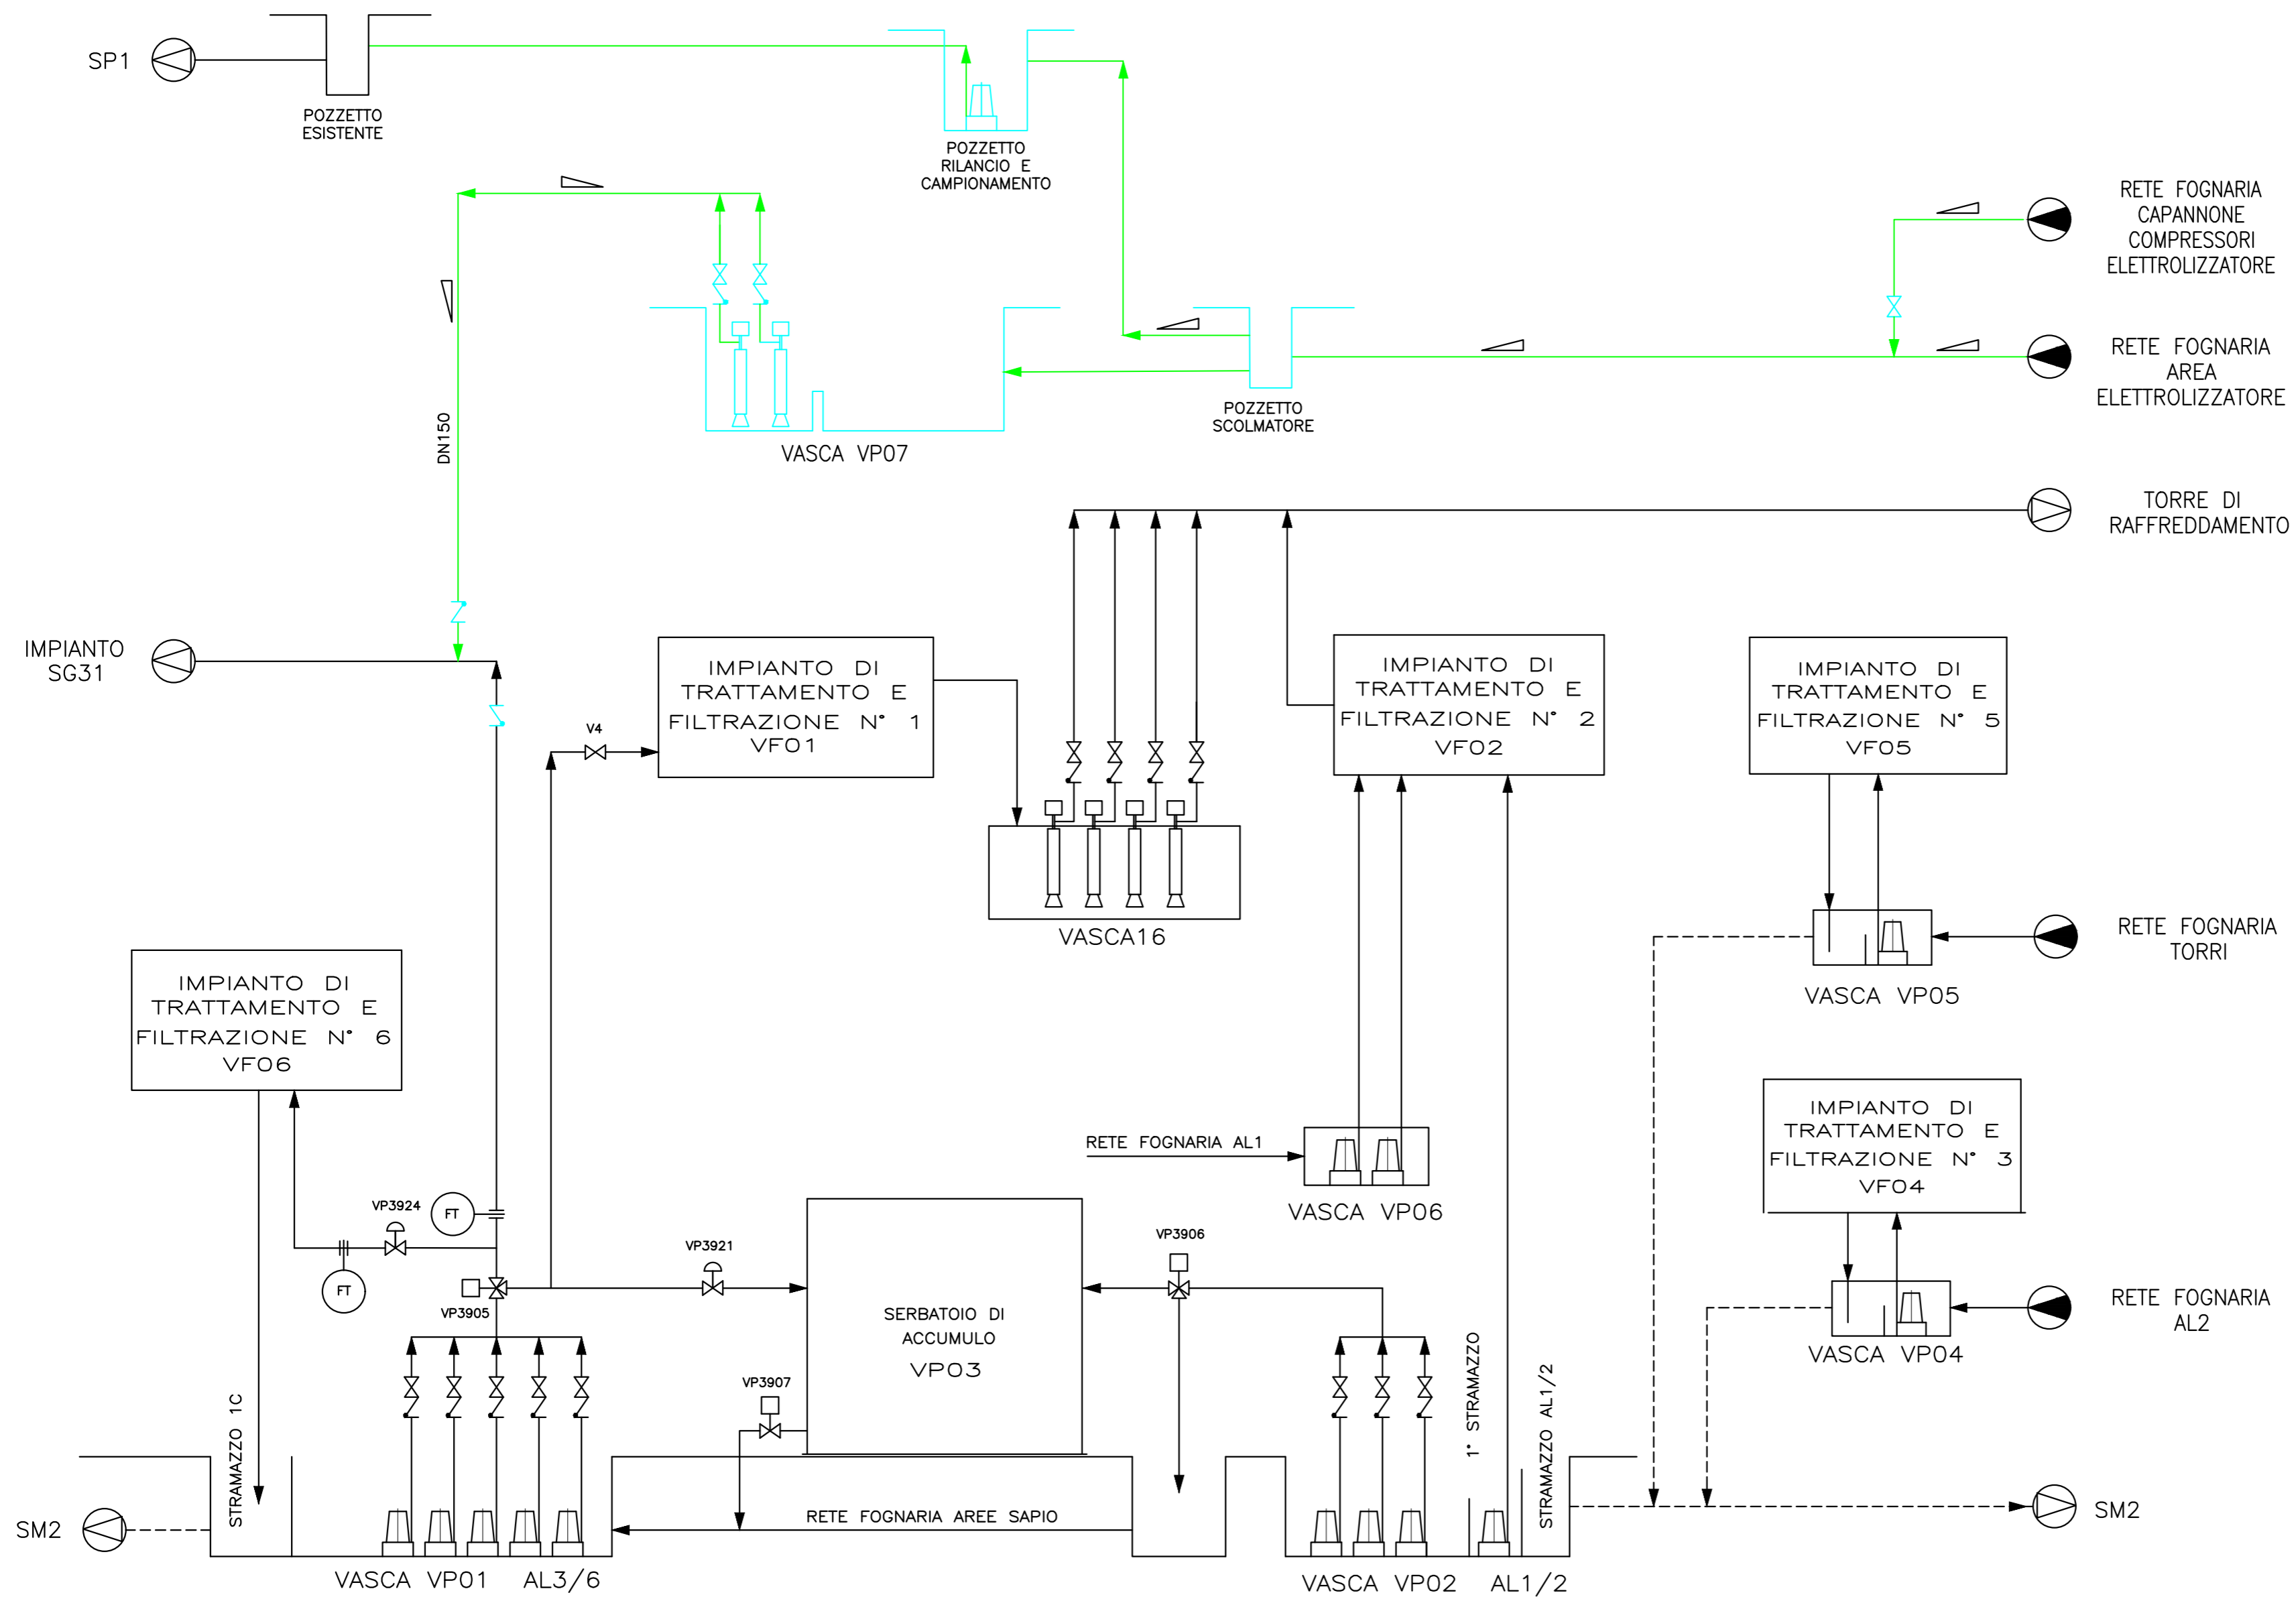 SP1
POZZETTO
ESISTENTE
POZZETTO
RILANCIO E
CAMPIONAMENTO
RETE FOGNARIA
CAPANNONE
COMPRESSORI
ELETTROLIZZATORE
RETE FOGNARIA
AREA
ELETTROLIZZATORE
POZZETTO
SCOLMATORE
VASCA VP07
DN150
TORRE DI
RAFFREDDAMENTO
IMPIANTO
SG31
IMPIANTO DI
TRATTAMENTO E
FILTRAZIONE N° 1
VF01
V4
IMPIANTO DI
TRATTAMENTO E
FILTRAZIONE N° 2
VF02
IMPIANTO DI
TRATTAMENTO E
FILTRAZIONE N° 5
VF05
VASCA16
RETE FOGNARIA
TORRI
VASCA VP05
IMPIANTO DI
TRATTAMENTO E
FILTRAZIONE N° 6
VF06
IMPIANTO DI
TRATTAMENTO E
FILTRAZIONE N° 3
VF04
RETE FOGNARIA AL1
VASCA VP06
VP3924
FT
FT
VP3921
VP3906
VP3905
SERBATOIO DI
ACCUMULO
VP03
RETE FOGNARIA
AL2
VASCA VP04
VP3907
STRAMAZZO 1C
1° STRAMAZZO
STRAMAZZO AL1/2
RETE FOGNARIA AREE SAPIO
SM2
SM2
VASCA VP01 AL3/6
VASCA VP02 AL1/2